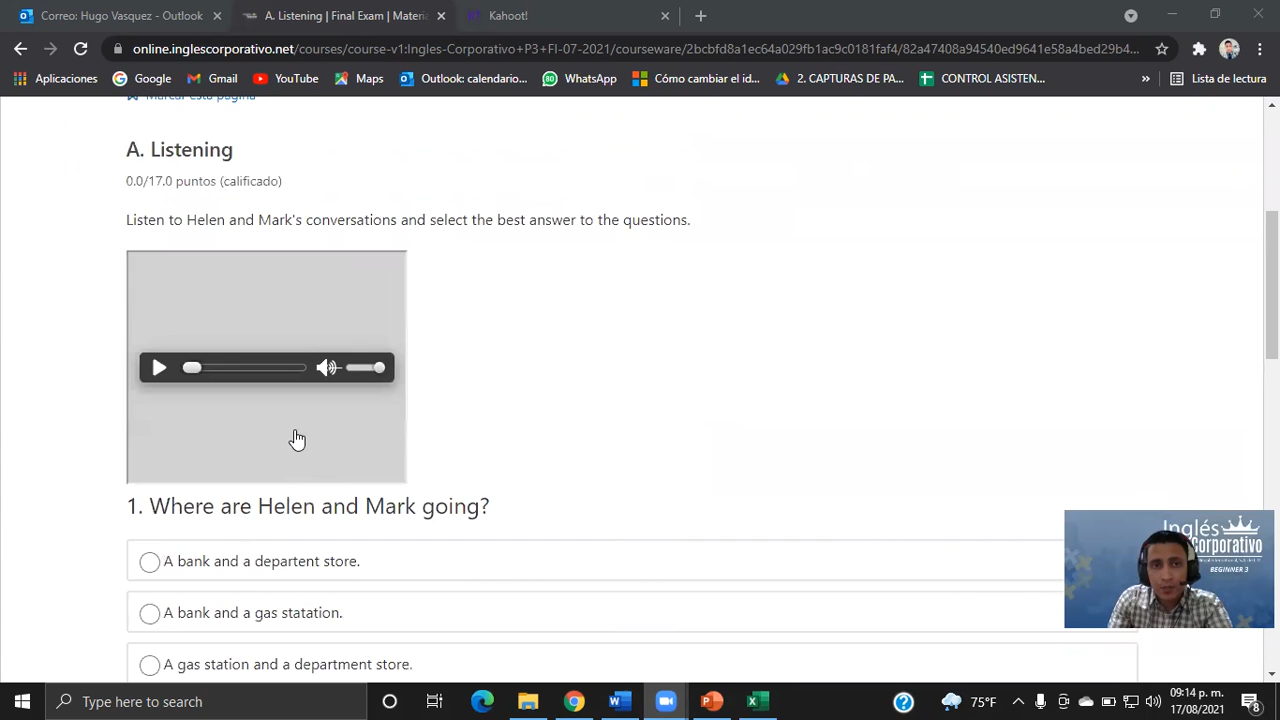 Correo: Hugo Vasquez - Outlook
A. Listening | Final Exam | Materia
Kahoot!
online.inglescorporativo.net/courses/course-v1:Ingles-Corporativo+P3+FI-07-2021/courseware/2bcbfd8a1ec64a029fb1ac9c0181faf4/82a47408a94540ed9641e58a4bed29b4...
Aplicaciones
Google
Gmail
YouTube
Maps
Outlook: calendario...
WhatsApp
Cómo cambiar el id...
2. CAPTURAS DE PA...
CONTROL ASISTEN...
»
Lista de lectura
Marcar esta página
A. Listening
0.0/17.0 puntos (calificado)
Listen to Helen and Mark's conversations and select the best answer to the questions.
1. Where are Helen and Mark going?
A bank and a departent store.
A bank and a gas statation.
A gas station and a department store.
Inglés
Corporativo
BEGINNER 3
Type here to search
75°F
09:14 p. m.
17/08/2021
8